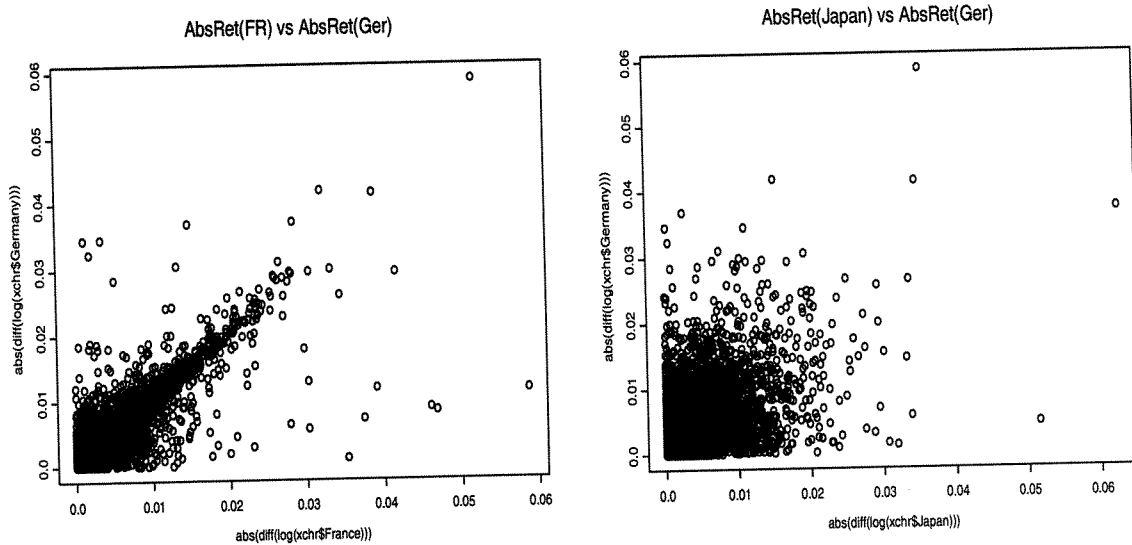 AbsRet(FR) vs AbsRet(Ger)
abs(diff(log(xchr$Germany)))
0.06
0.05
0.04
0.03
0.02
0.01
0.0
0.0 0.01 0.02 0.03 0.04 0.05 0.06
abs(diff(log(xchr$France)))
AbsRet(Japan) vs AbsRet(Ger)
abs(diff(log(xchr$Germany)))
0.06
0.05
0.04
0.03
0.02
0.01
0.0
0.0 0.01 0.02 0.03 0.04 0.05 0.06
abs(diff(log(xchr$Japan)))